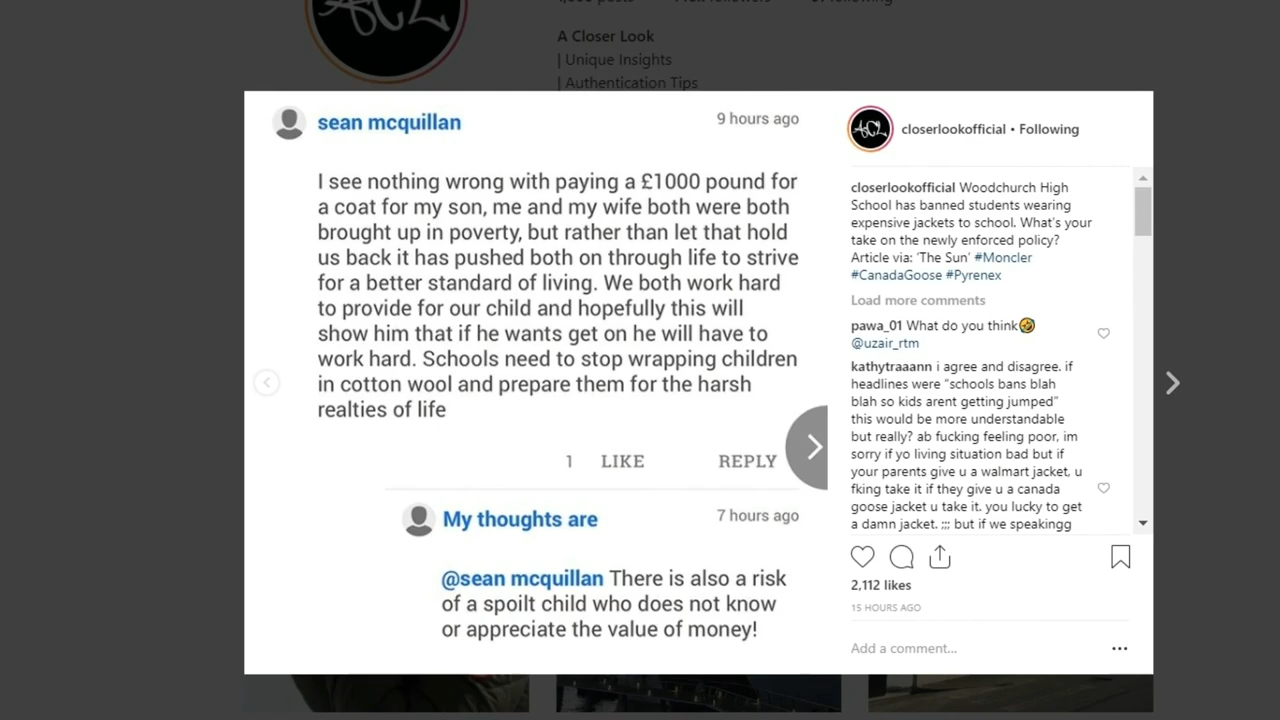 A Closer Look
| Unique Insights
| Authentication Tips
sean mcquillan
9 hours ago
I see nothing wrong with paying a £1000 pound for
a coat for my son, me and my wife both were both
brought up in poverty, but rather than let that hold
us back it has pushed both on through life to strive
for a better standard of living. We both work hard
to provide for our child and hopefully this will
show him that if he wants get on he will have to
work hard. Schools need to stop wrapping children
in cotton wool and prepare them for the harsh
realties of life
1 LIKE REPLY
My thoughts are
7 hours ago
@sean mcquillan There is also a risk
of a spoilt child who does not know
or appreciate the value of money!
closerlookofficial • Following
closerlookofficial Woodchurch High
School has banned students wearing
expensive jackets to school. What's your
take on the newly enforced policy?
Article via: 'The Sun' #Moncler
#CanadaGoose #Pyrenex
Load more comments
pawa_01 What do you think🤣
@uzair_rtm
kathytraaann i agree and disagree. if
headlines were "schools bans blah
blah so kids arent getting jumped"
this would be more understandable
but really? ab fucking feeling poor, im
sorry if yo living situation bad but if
your parents give u a walmart jacket, u
fking take it if they give u a canada
goose jacket u take it. you lucky to get
a damn jacket. ;;; but if we speakingg
2,112 likes
15 HOURS AGO
Add a comment...